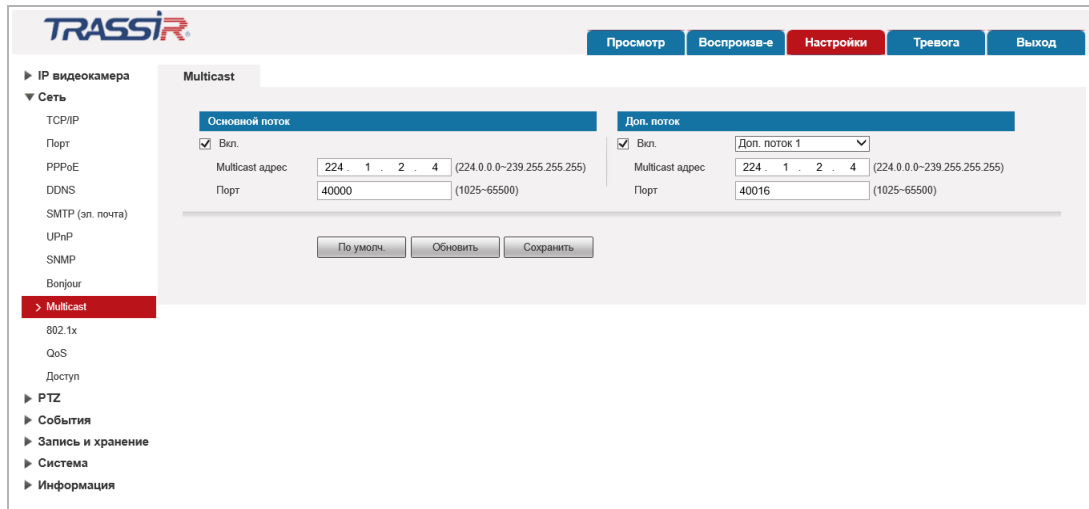 TRASSIR
Просмотр Воспроизв-е Настройки Тревога Выход
IP видеокамера
Сеть
TCP/IP
Порт
PPPoE
DDNS
SMTP (эл. почта)
UPnP
SNMP
Bonjour
Multicast
802.1x
QoS
Доступ
PTZ
События
Запись и хранение
Система
Информация
Multicast
Основной поток
Вкл.
Multicast адрес 224 . 1 . 2 . 4 (224.0.0.0~239.255.255.255)
Порт 40000 (1025~65500)
Доп. поток
Вкл. Доп. поток 1
Multicast адрес 224 . 1 . 2 . 4 (224.0.0.0~239.255.255.255)
Порт 40016 (1025~65500)
По умолч. Обновить Сохранить